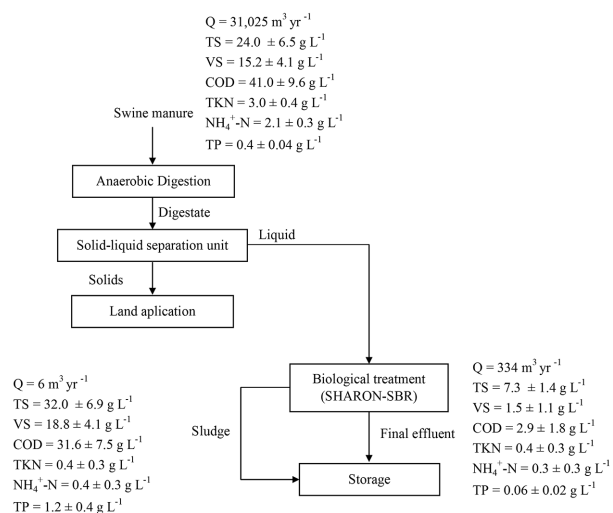 Q = 31,025 m³ yr ⁻¹
TS = 24.0 ± 6.5 g L⁻¹
VS = 15.2 ± 4.1 g L⁻¹
COD = 41.0 ± 9.6 g L⁻¹
TKN = 3.0 ± 0.4 g L⁻¹
NH₄⁺-N = 2.1 ± 0.3 g L⁻¹
TP = 0.4 ± 0.04 g L⁻¹
Swine manure
Anaerobic Digestion
Digestate
Solid-liquid separation unit
Liquid
Solids
Land aplication
Q = 6 m³ yr ⁻¹
TS = 32.0 ± 6.9 g L⁻¹
VS = 18.8 ± 4.1 g L⁻¹
COD = 31.6 ± 7.5 g L⁻¹
TKN = 0.4 ± 0.3 g L⁻¹
NH₄⁺-N = 0.4 ± 0.3 g L⁻¹
TP = 1.2 ± 0.4 g L⁻¹
Biological treatment
(SHARON-SBR)
Sludge
Final effluent
Storage
Q = 334 m³ yr ⁻¹
TS = 7.3 ± 1.4 g L⁻¹
VS = 1.5 ± 1.1 g L⁻¹
COD = 2.9 ± 1.8 g L⁻¹
TKN = 0.4 ± 0.3 g L⁻¹
NH₄⁺-N = 0.3 ± 0.3 g L⁻¹
TP = 0.06 ± 0.02 g L⁻¹